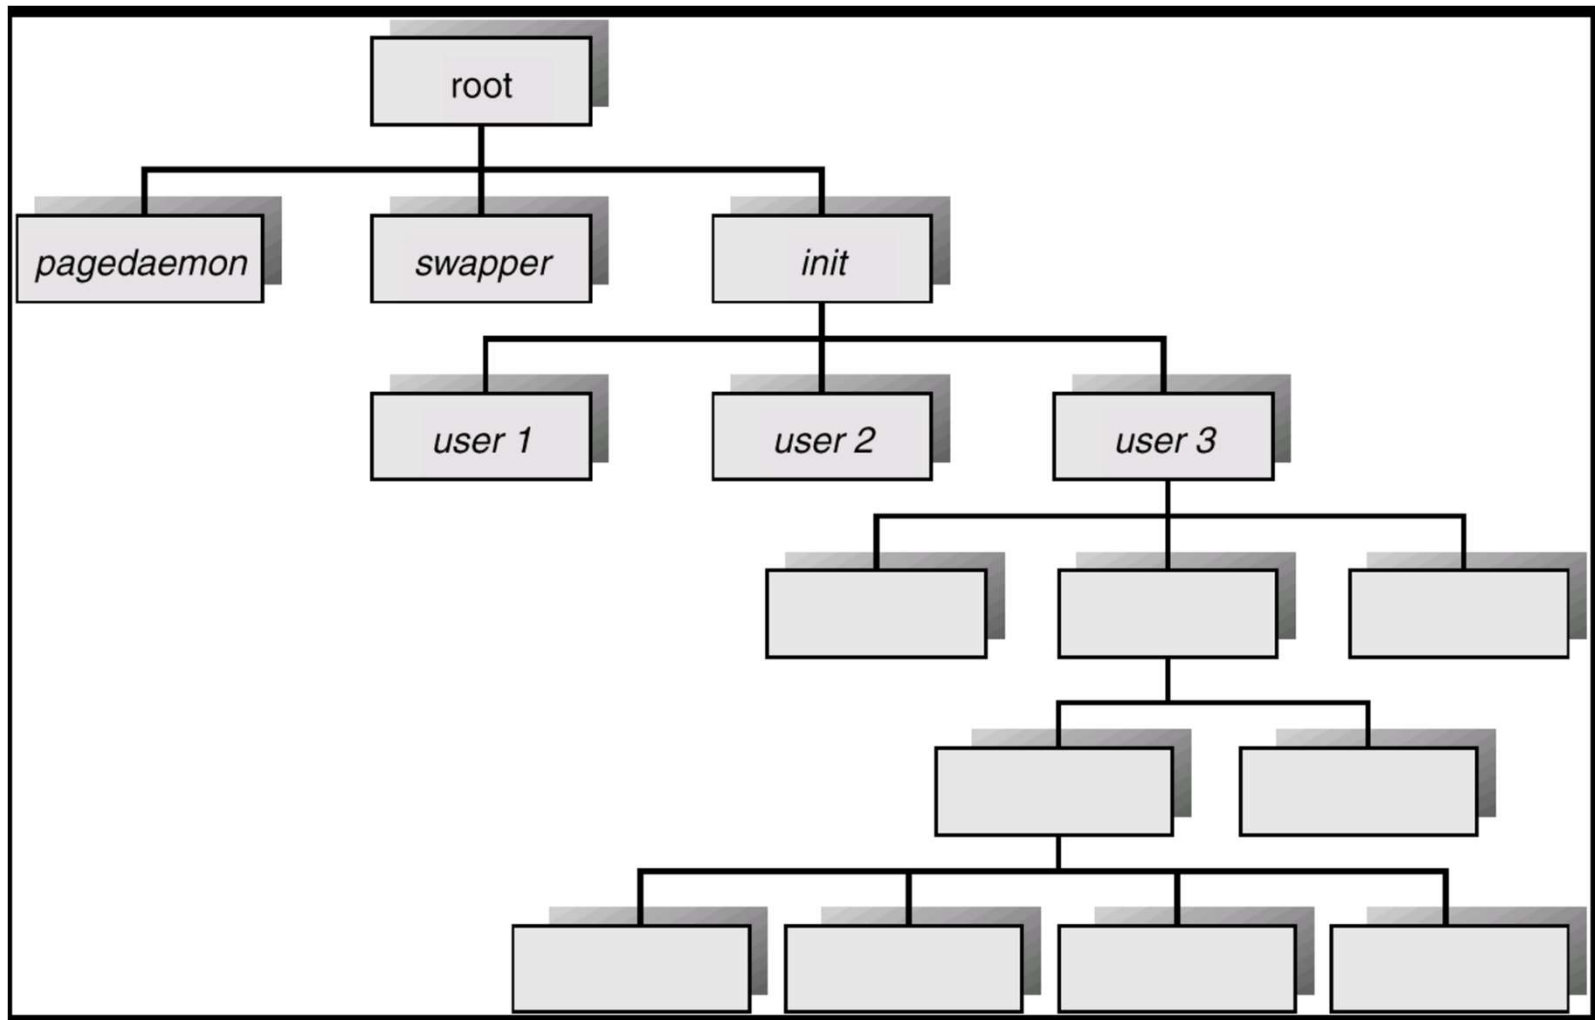 root
pagedaemon
swapper
init
user 1
user 2
user 3